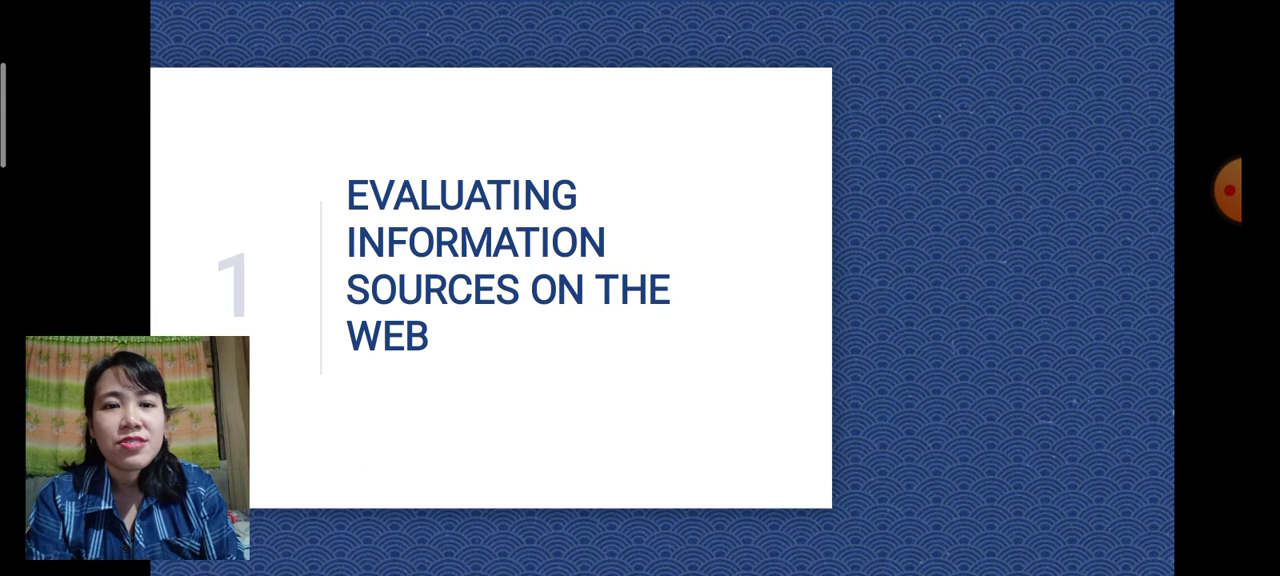 1
EVALUATING
INFORMATION
SOURCES ON THE
WEB